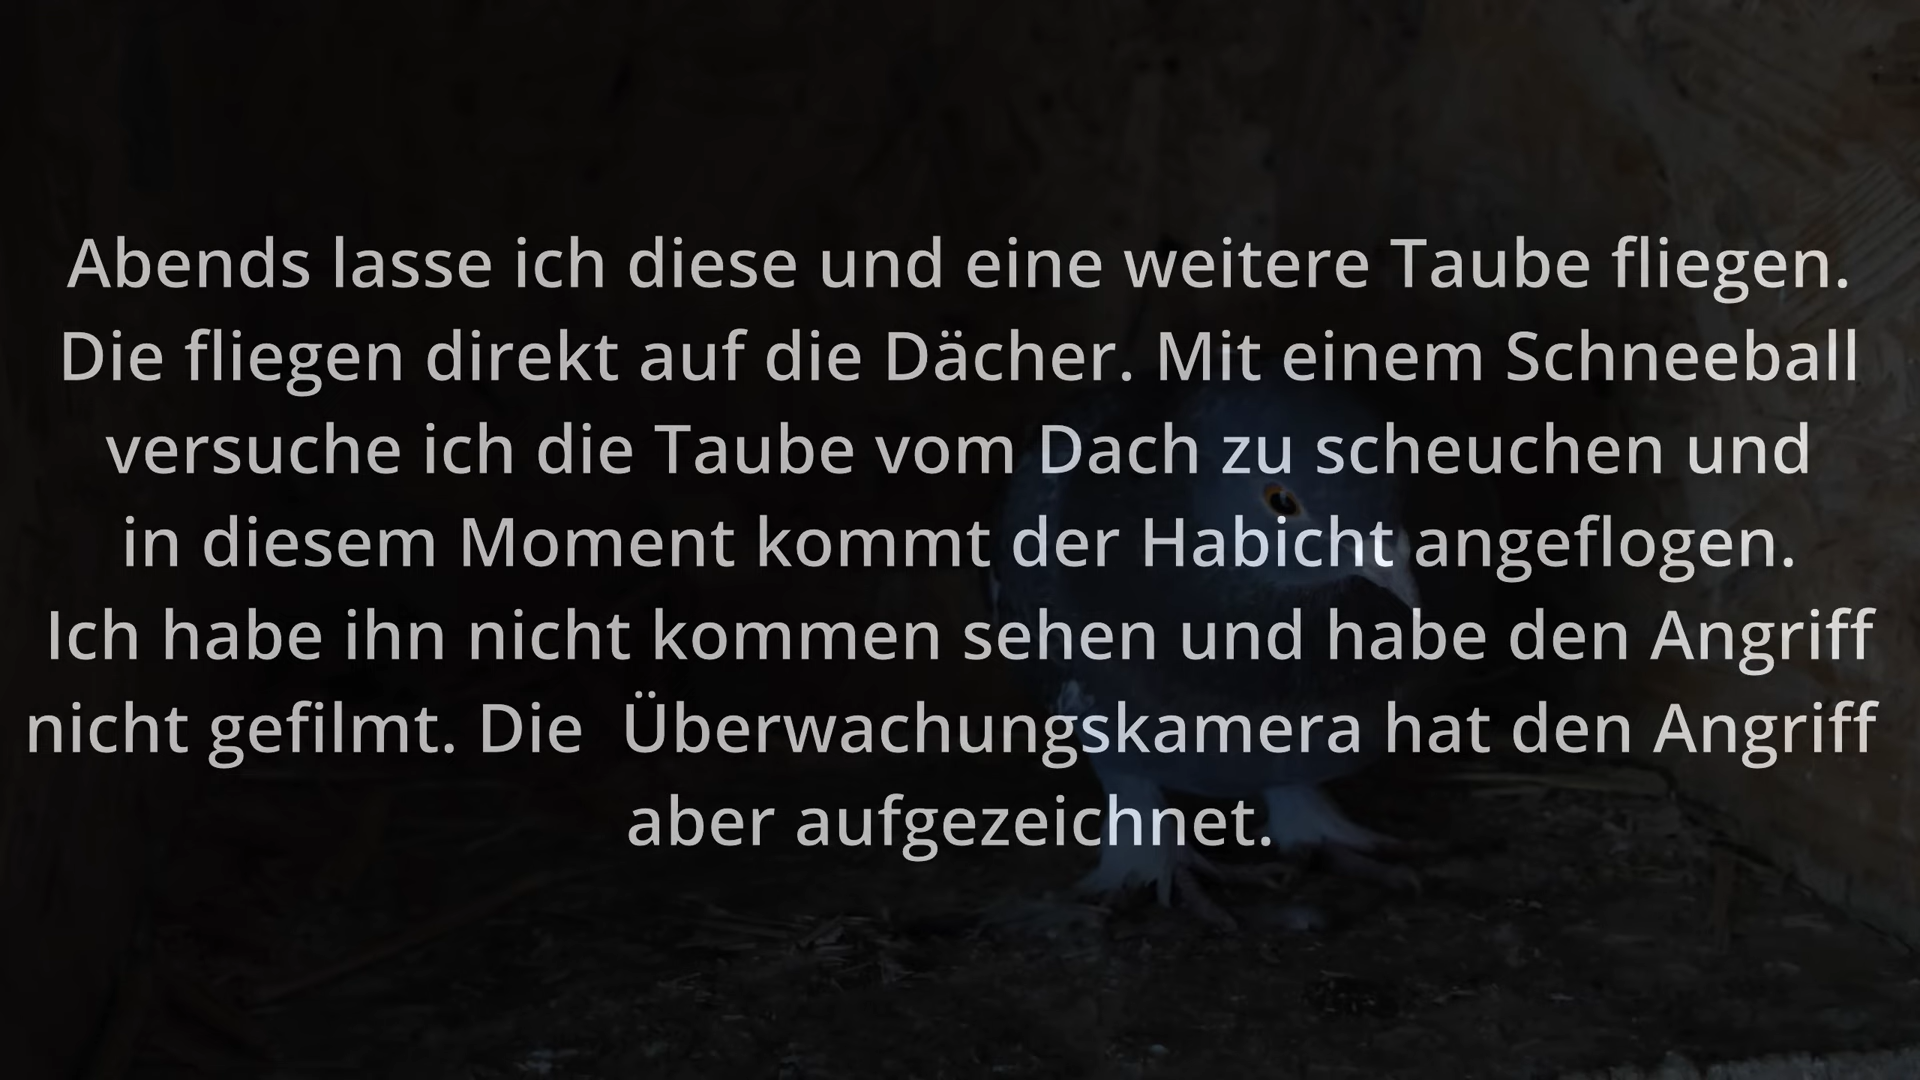 Abends lasse ich diese und eine weitere Taube fliegen.
Die fliegen direkt auf die Dächer. Mit einem Schneeball
versuche ich die Taube vom Dach zu scheuchen und
in diesem Moment kommt der Habicht angeflogen.
Ich habe ihn nicht kommen sehen und habe den Angriff
nicht gefilmt. Die  Überwachungskamera hat den Angriff
aber aufgezeichnet.